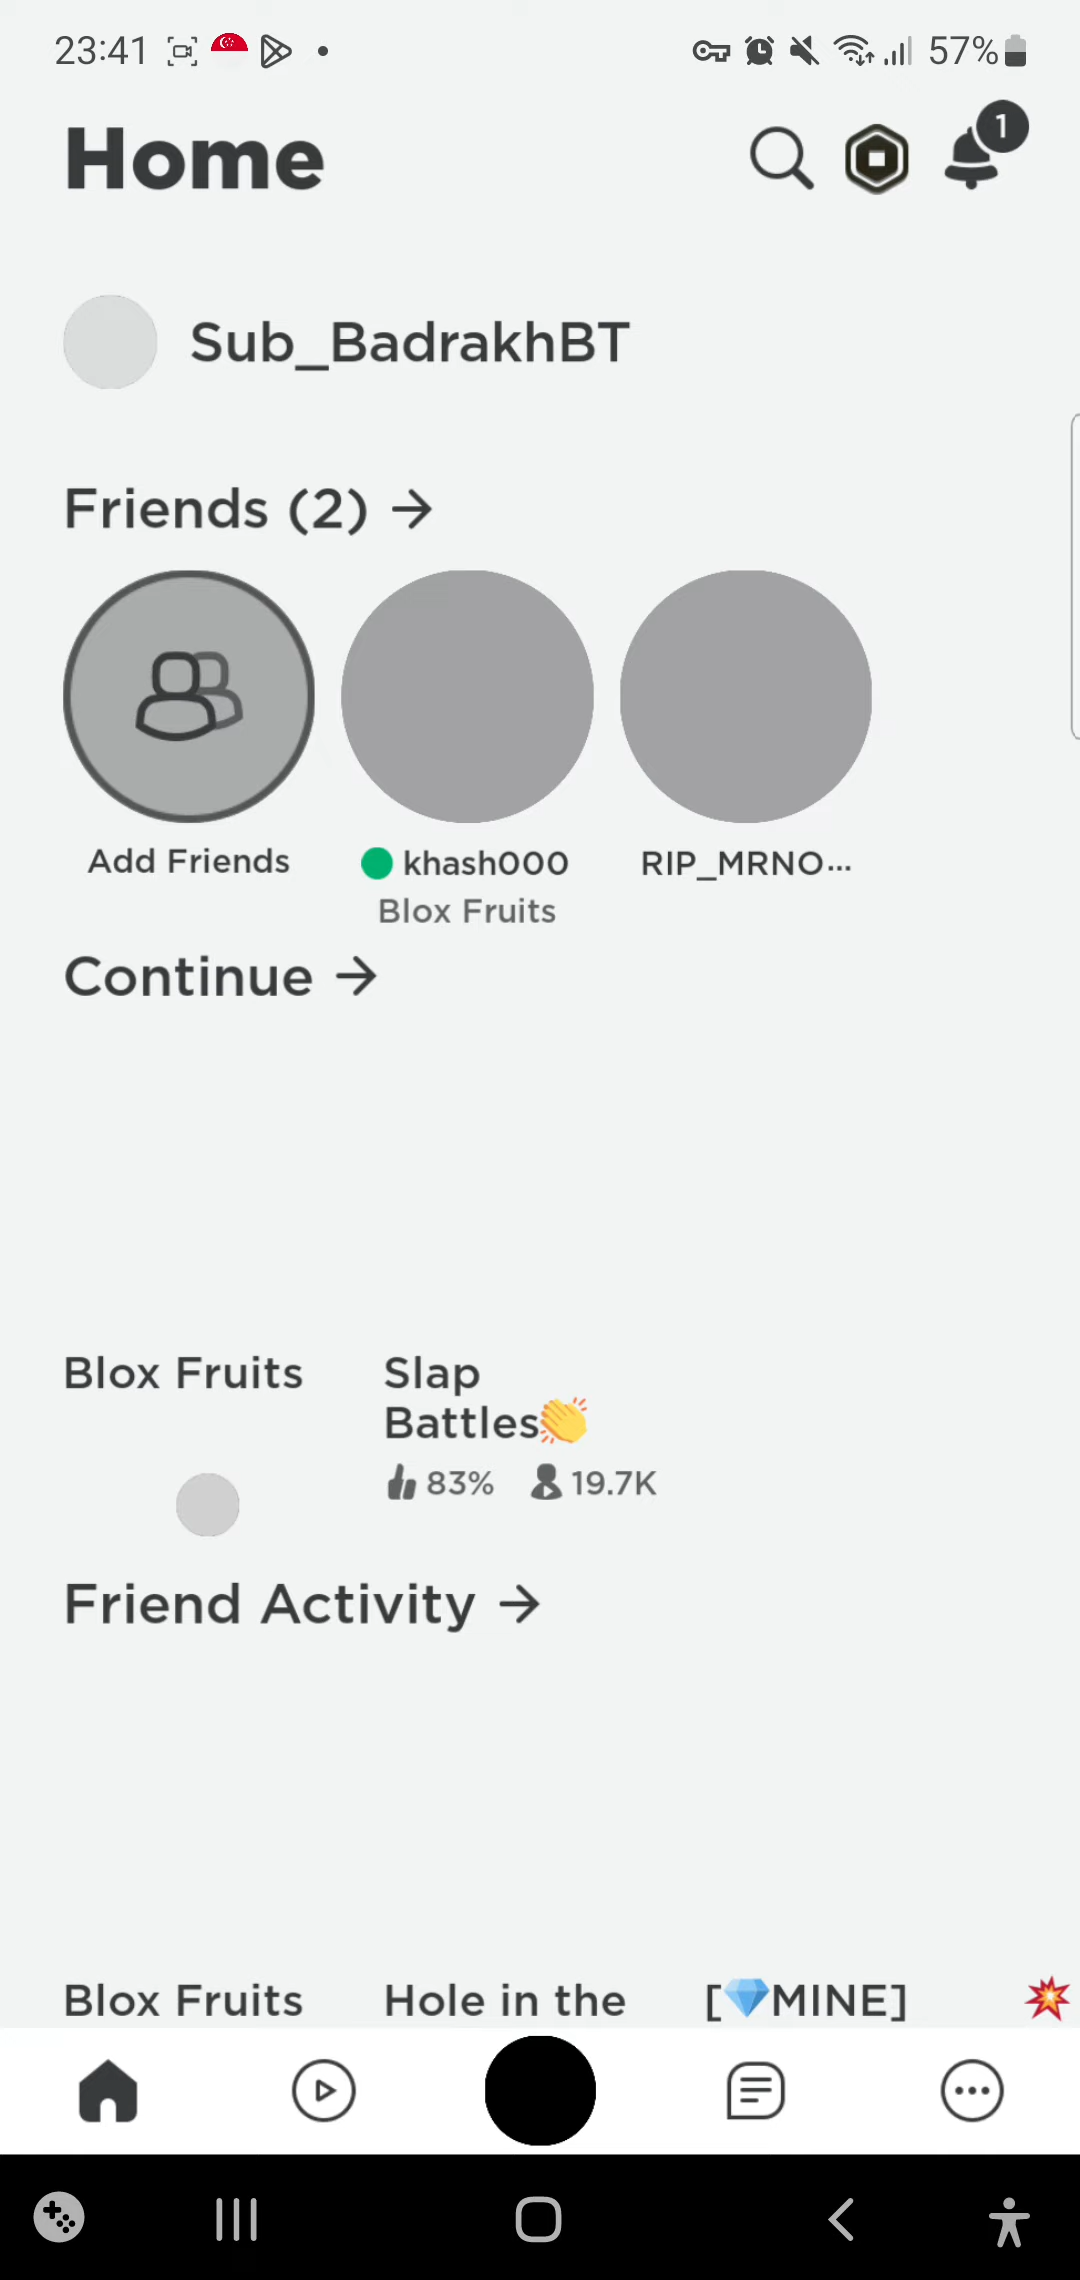 23:41
57%
Home
1
Sub_BadrakhBT
Friends (2) →
Add Friends
khash000
RIP_MRNO...
Blox Fruits
Continue →
Blox Fruits
Slap
Battles👏
83% 19.7K
Friend Activity →
Blox Fruits
Hole in the
[💎MINE]
💥